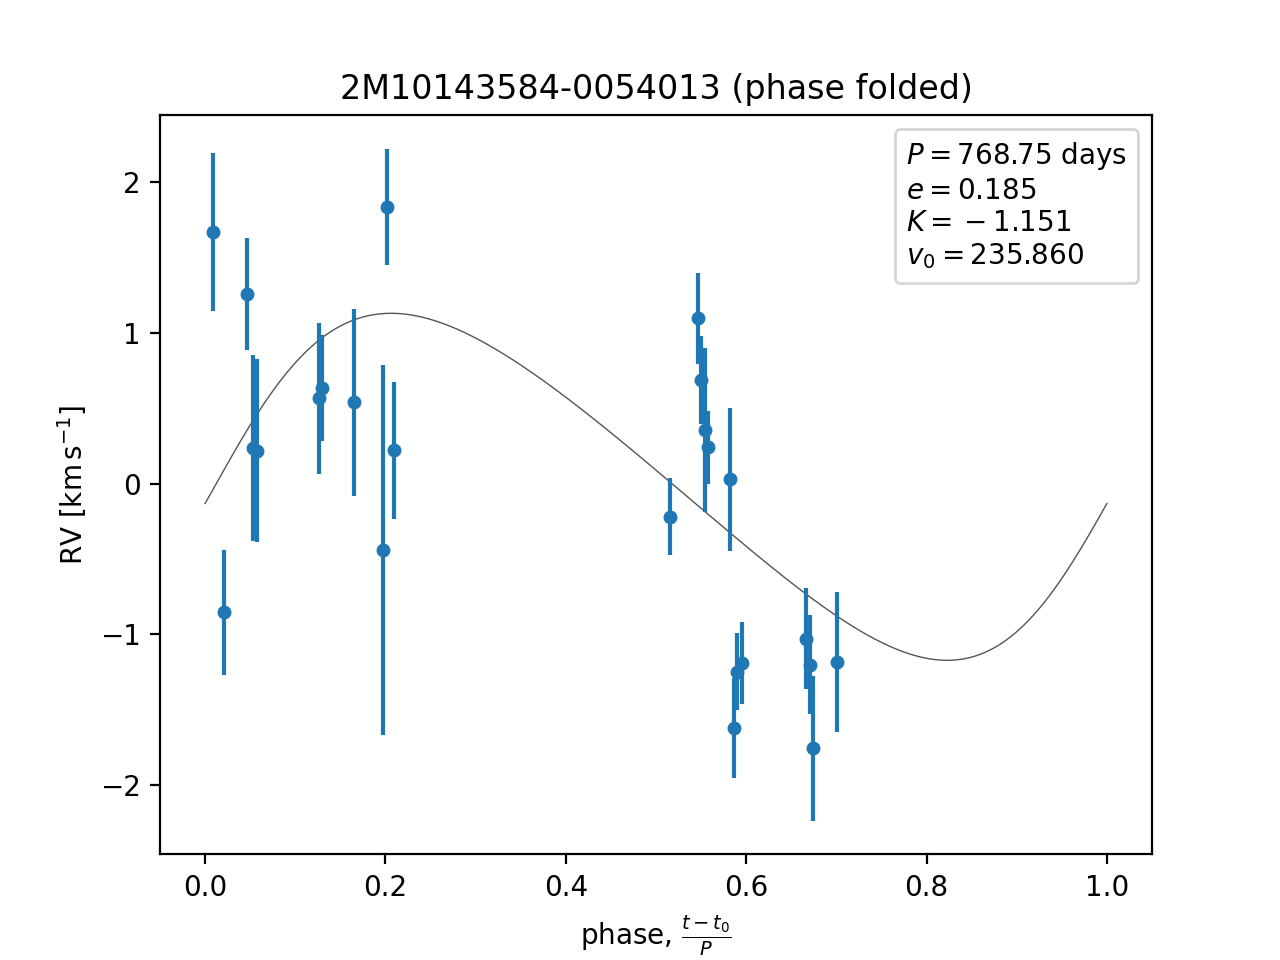 2M10143584-0054013 (phase folded)
P = 768.75 days
e = 0.185
K = −1.151
v₀ = 235.860
2
1
0
−1
−2
RV [km s⁻¹]
0.0 0.2 0.4 0.6 0.8 1.0
phase, (t − t₀)/P